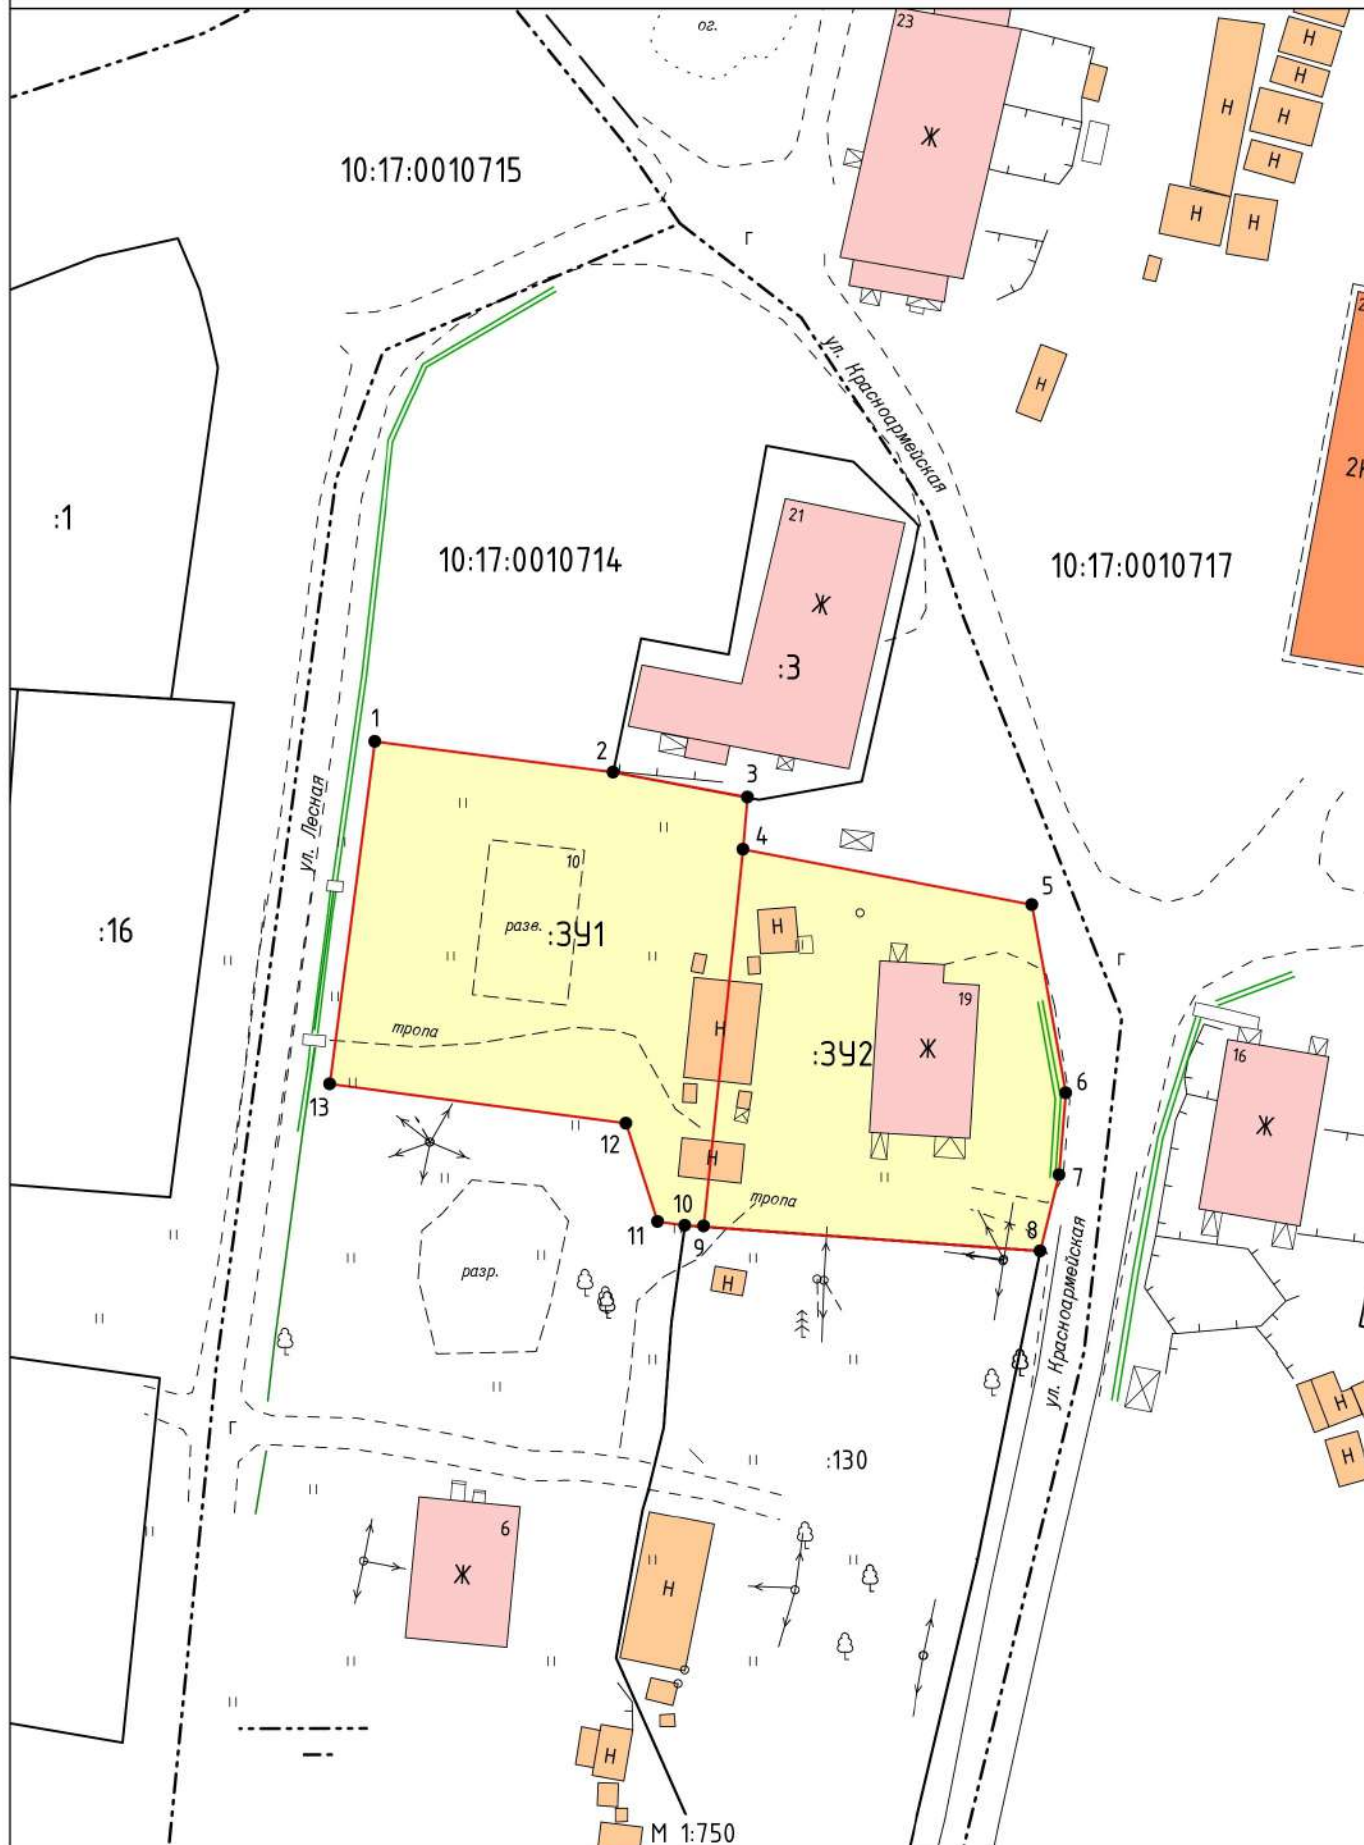 ог.
23
Н
Н
Н
Н
Н
Н
Н
Ж
10:17:0010715
Г
ул. Красноармейская
Н
:1
10:17:0010714
21
Ж
:3
10:17:0010717
1
2
3
4
5
ул. Лесная
10
разв.
:ЗУ1
:16
Н
Н
19
Ж
:ЗУ2
Г
тропа
16
Ж
6
13
12
Н
7
тропа
11
10
9
8
разр.
Н
ул. Красноармейская
Н
Н
Г
:130
6
Ж
Н
Н
М 1:750